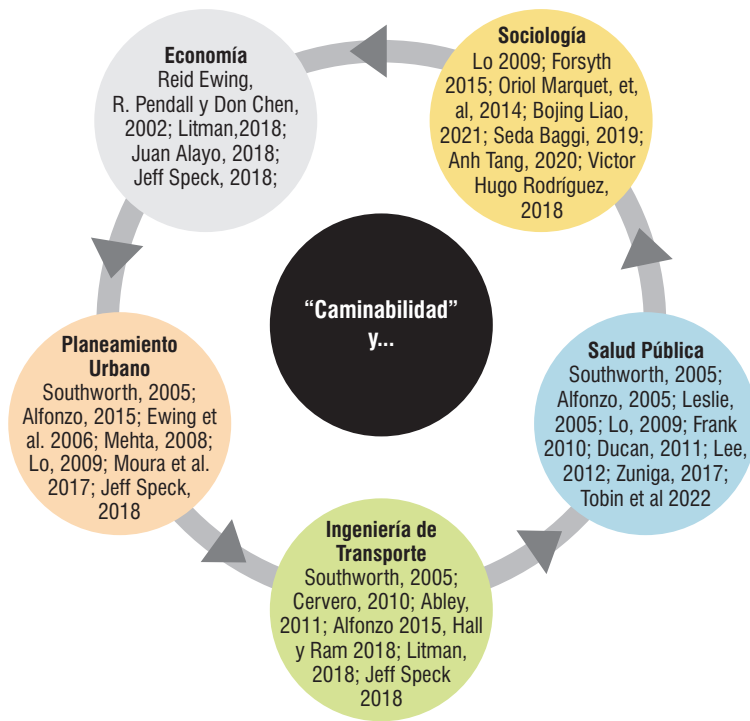 Economía
Reid Ewing,
R. Pendall y Don Chen,
2002; Litman,2018;
Juan Alayo, 2018;
Jeff Speck, 2018;
Sociología
Lo 2009; Forsyth
2015; Oriol Marquet, et,
al, 2014; Bojing Liao,
2021; Seda Baggi, 2019;
Anh Tang, 2020; Victor
Hugo Rodríguez,
2018
“Caminabilidad”
y...
Planeamiento
Urbano
Southworth, 2005;
Alfonzo, 2015; Ewing et
al. 2006; Mehta, 2008;
Lo, 2009; Moura et al.
2017; Jeff Speck,
2018
Salud Pública
Southworth, 2005;
Alfonzo, 2005; Leslie,
2005; Lo, 2009; Frank
2010; Ducan, 2011; Lee,
2012; Zuniga, 2017;
Tobin et al 2022
Ingeniería de
Transporte
Southworth, 2005;
Cervero, 2010; Abley,
2011; Alfonzo 2015, Hall
y Ram 2018; Litman,
2018; Jeff Speck
2018